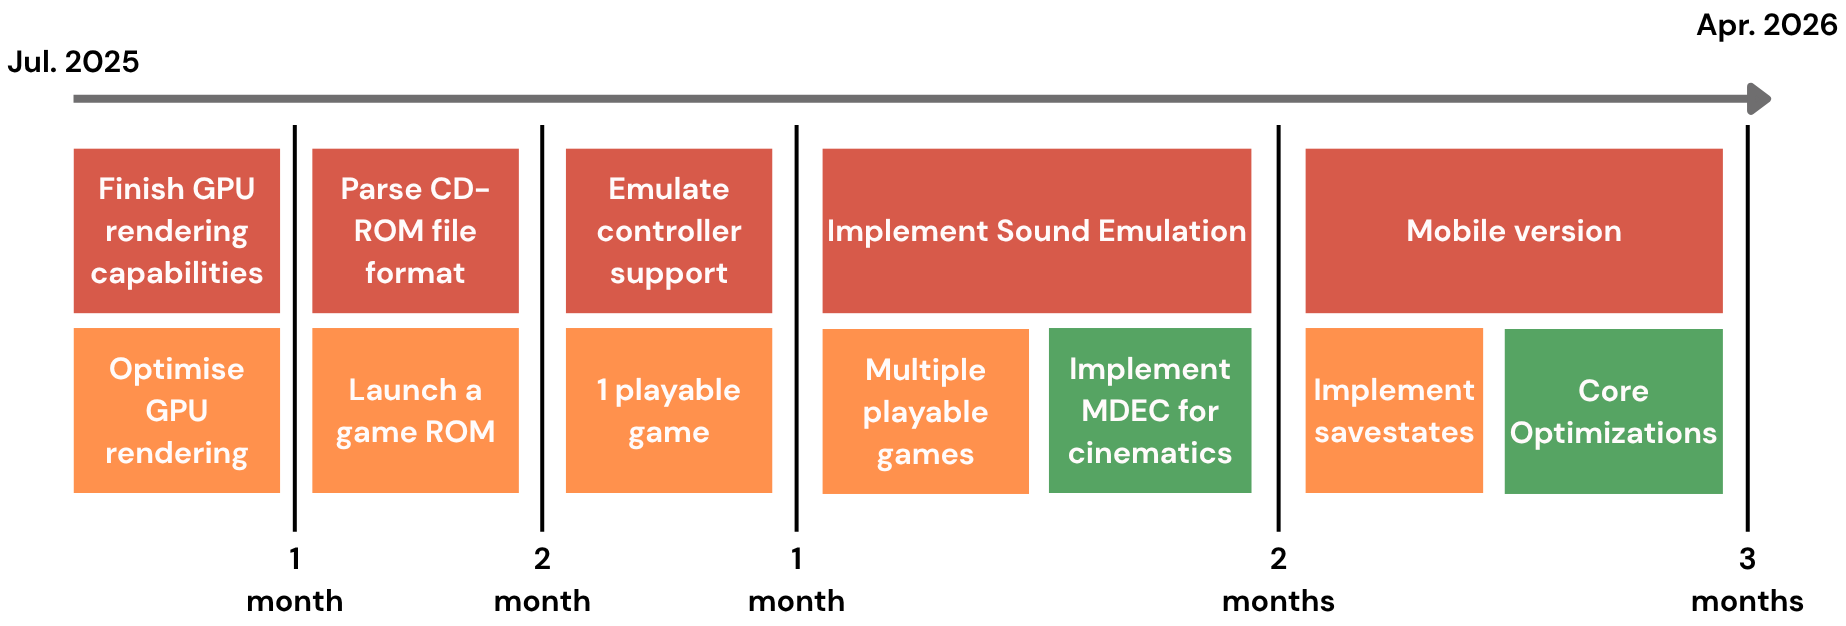 Jul. 2025
Apr. 2026
Finish GPU
rendering
capabilities
Parse CD-
ROM file
format
Emulate
controller
support
Implement Sound Emulation
Mobile version
Optimise
GPU
rendering
Launch a
game ROM
1 playable
game
Multiple
playable
games
Implement
MDEC for
cinematics
Implement
savestates
Core
Optimizations
1
month
2
month
1
month
2
months
3
months